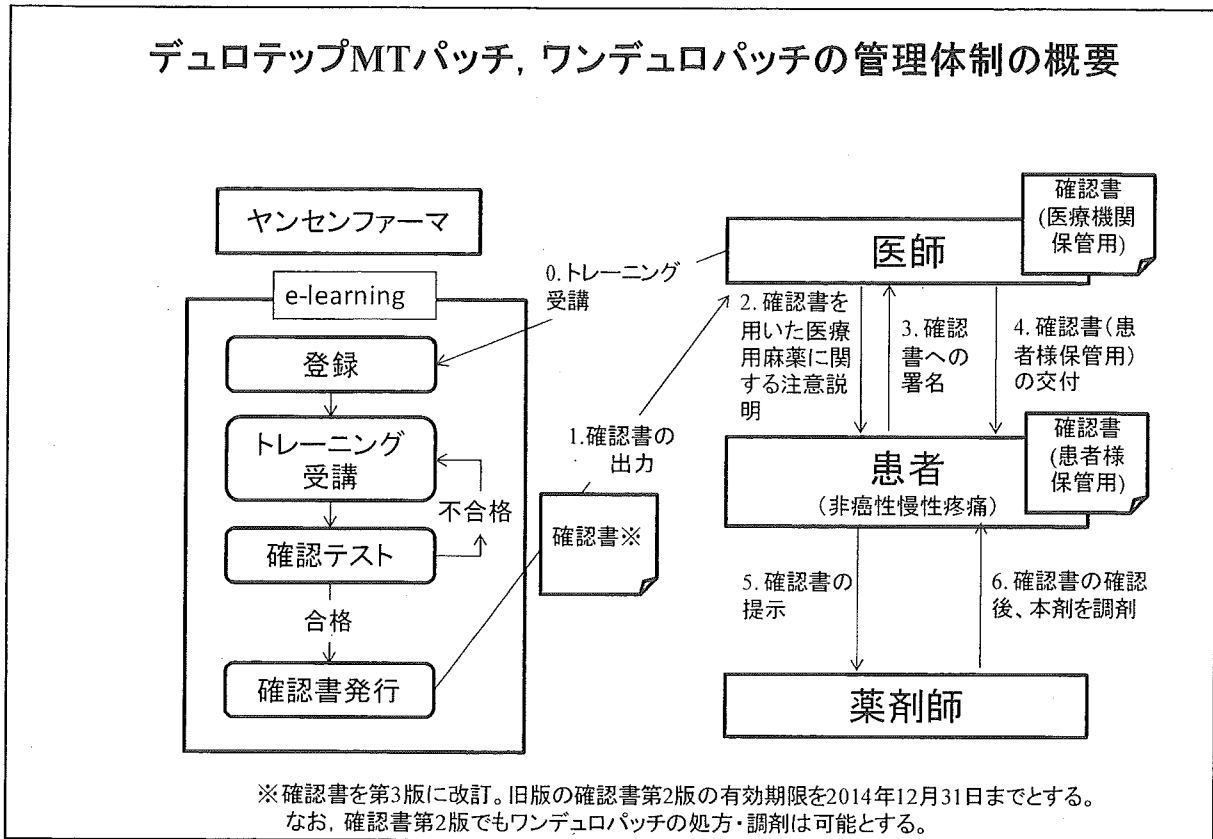 デュロテップMTパッチ，ワンデュロパッチの管理体制の概要
ヤンセンファーマ
e-learning
登録
トレーニング
受講
確認テスト
不合格
合格
確認書発行
0.トレーニング
受講
1.確認書の
出力
確認書※
医師
確認書
(医療機関
保管用)
2. 確認書を
用いた医療
用麻薬に関
する注意説
明
3. 確認
書への
署名
4. 確認書（患
者様保管用）
の交付
患者
（非癌性慢性疼痛）
確認書
(患者様
保管用)
5. 確認書の
提示
6. 確認書の確認
後、本剤を調剤
薬剤師
※確認書を第3版に改訂。旧版の確認書第2版の有効期限を2014年12月31日までとする。
なお，確認書第2版でもワンデュロパッチの処方・調剤は可能とする。